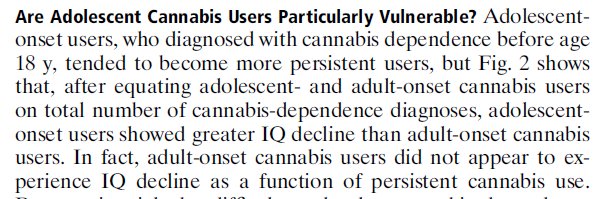 Are Adolescent Cannabis Users Particularly Vulnerable? Adolescent-
onset users, who diagnosed with cannabis dependence before age
18 y, tended to become more persistent users, but Fig. 2 shows
that, after equating adolescent- and adult-onset cannabis users
on total number of cannabis-dependence diagnoses, adolescent-
onset users showed greater IQ decline than adult-onset cannabis
users. In fact, adult-onset cannabis users did not appear to ex-
perience IQ decline as a function of persistent cannabis use.